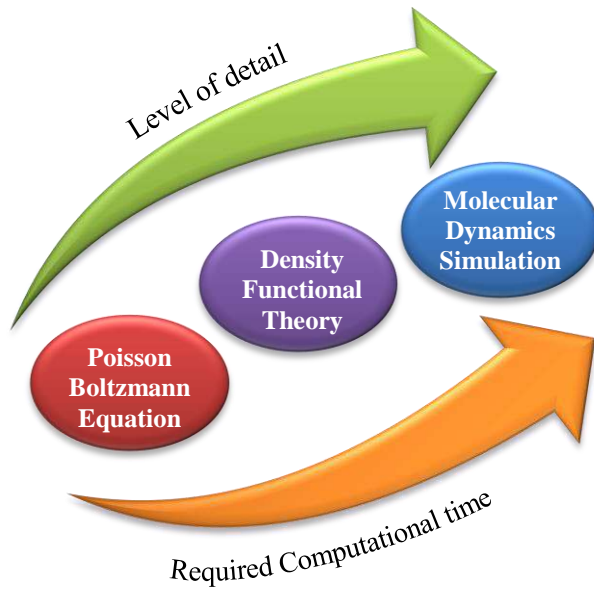 Level of detail
Molecular
Dynamics
Simulation
Density
Functional
Theory
Poisson
Boltzmann
Equation
Required Computational time